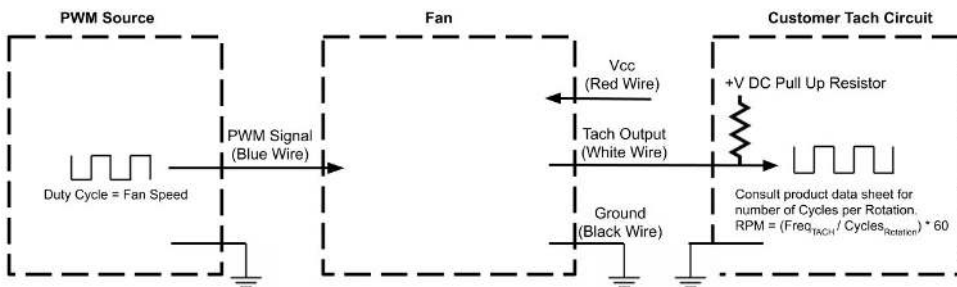 PWM Source
Fan
Customer Tach Circuit
Vcc
(Red Wire)
+V DC Pull Up Resistor
PWM Signal
(Blue Wire)
Tach Output
(White Wire)
Duty Cycle = Fan Speed
Consult product data sheet for
number of Cycles per Rotation.
RPM = (Freq_TACH / Cycles_Rotation) * 60
Ground
(Black Wire)